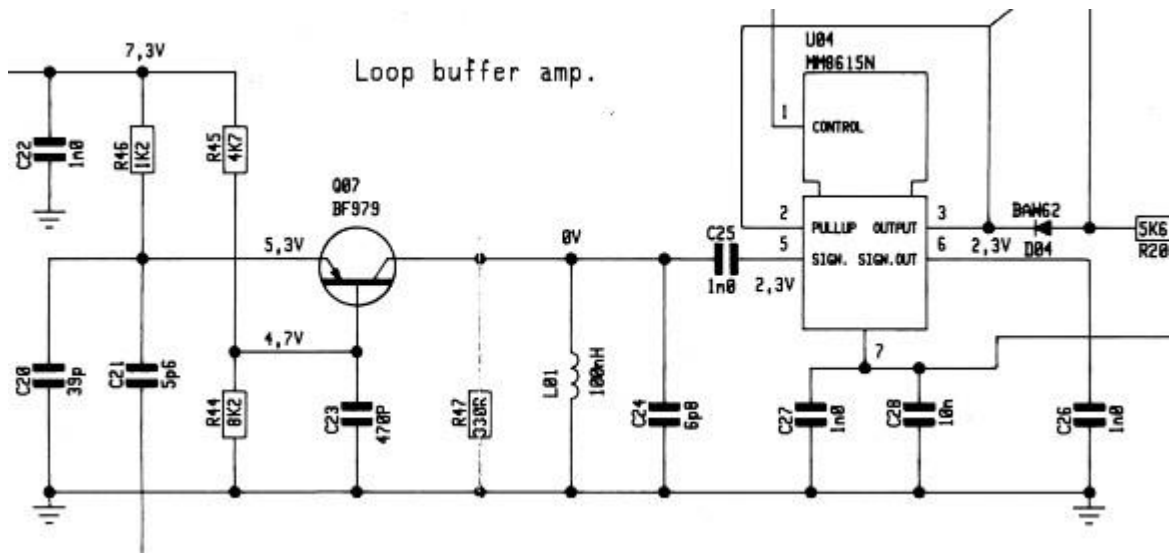 7,3V
Loop buffer amp.
U04
MM8615N
1
CONTROL
C22
1n0
R46
1K2
R45
4K7
Q07
BF979
5,3V
0V
C25
1n0
2
PULLUP
OUTPUT
3
5
SIGN.
SIGN.OUT
6
2,3V
BAW62
D04
2,3V
5K6
R20
4,7V
7
C20
39p
C21
5p6
R44
8K2
C23
470P
R47
330R
L01
100nH
C24
6p8
C27
1n0
C28
10n
C26
1n0